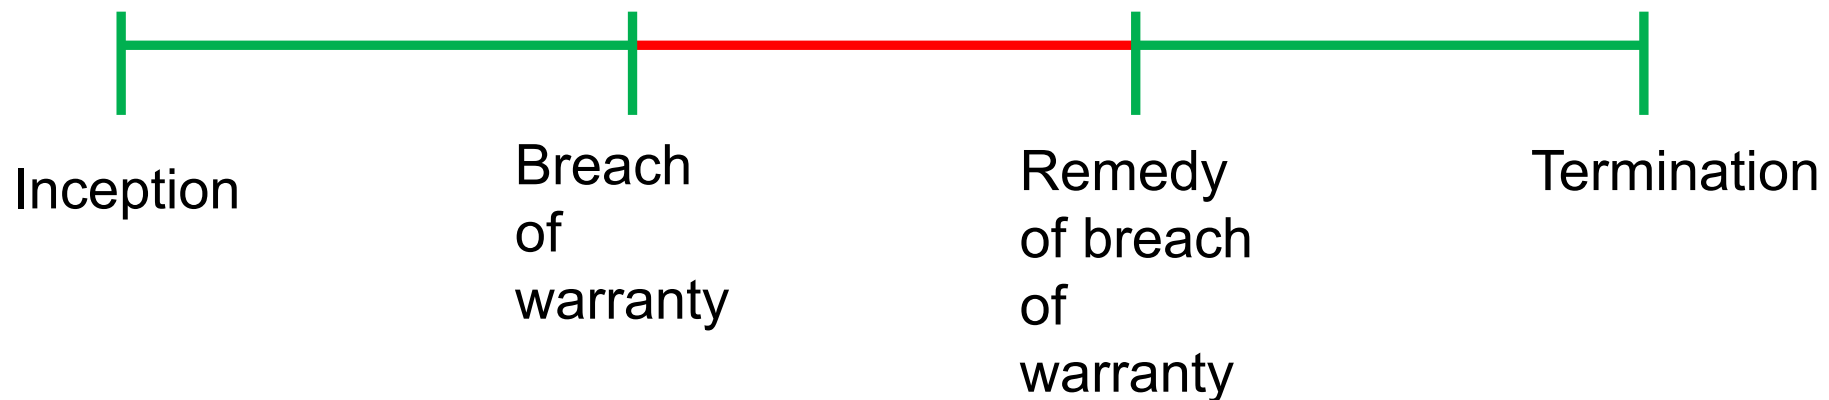 Inception
Breach
of
warranty
Remedy
of breach
of
warranty
Termination